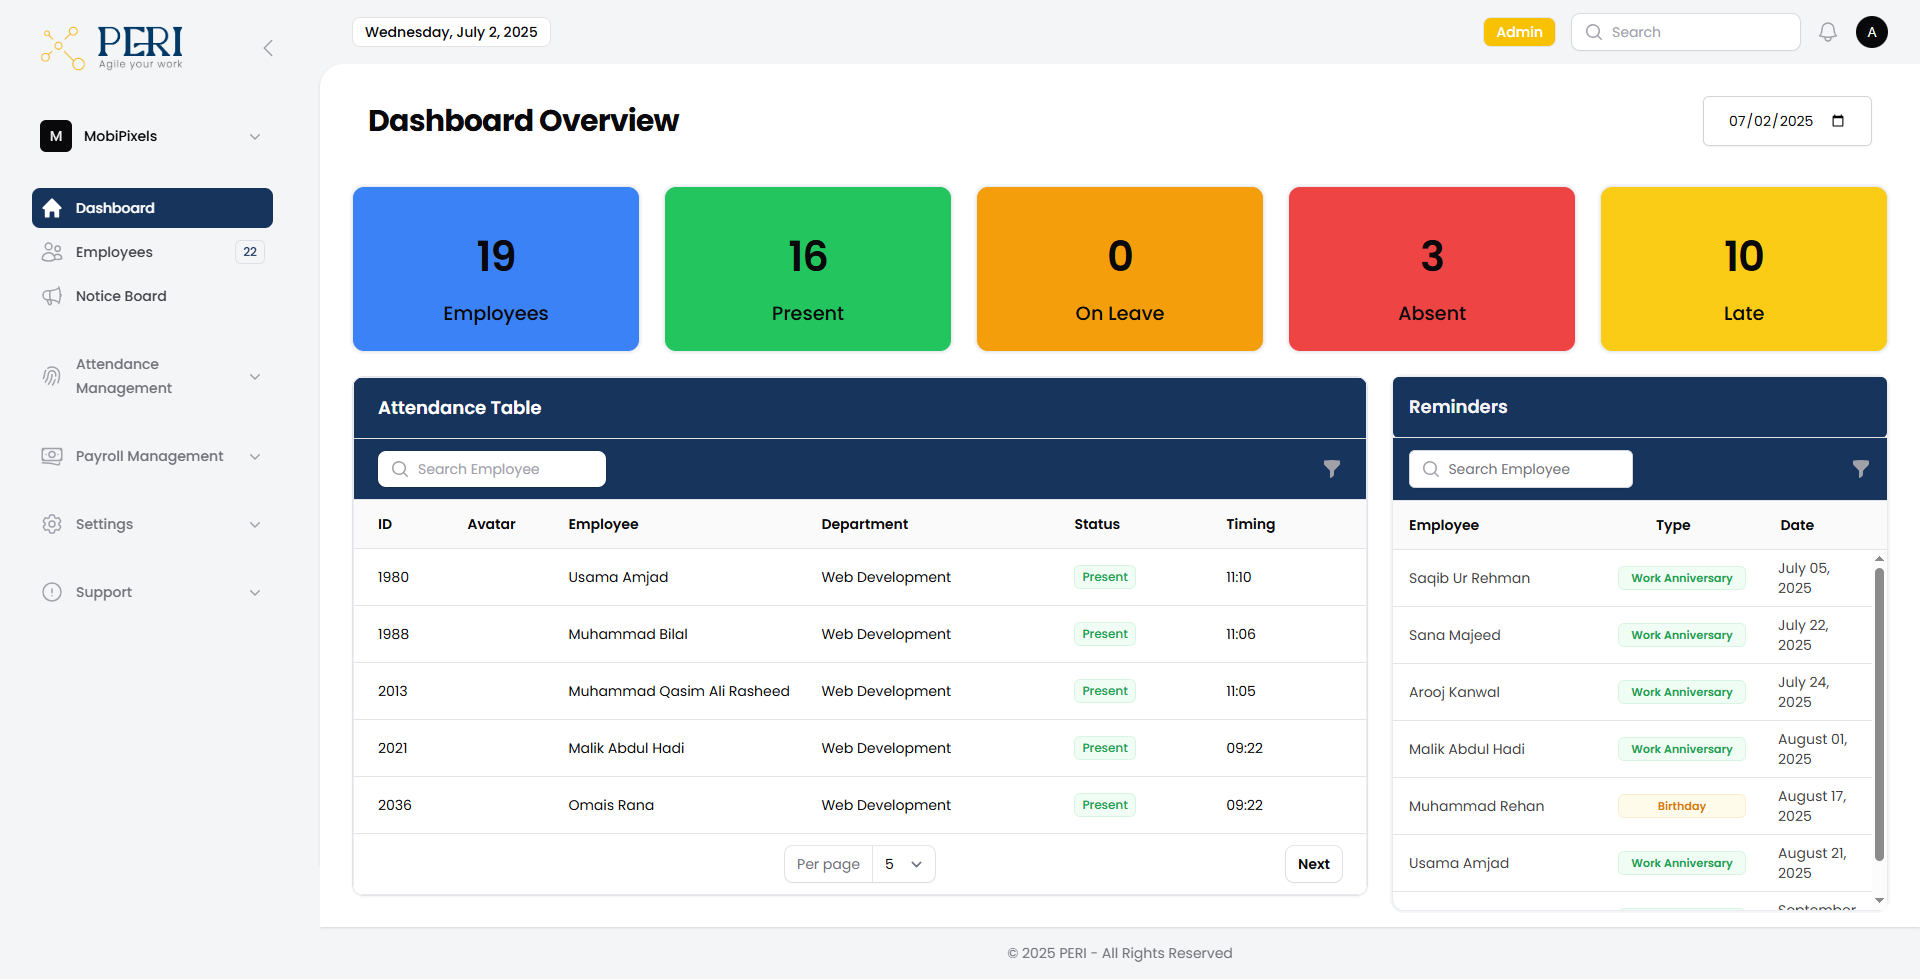 PERI
Agile your work
Wednesday, July 2, 2025
Admin
Search
A
M
MobiPixels
Dashboard
Employees
22
Notice Board
Attendance
Management
Payroll Management
Settings
Support
Dashboard Overview
07/02/2025
19
Employees
16
Present
0
On Leave
3
Absent
10
Late
Attendance Table
Search Employee
ID Avatar Employee Department Status Timing
1980 Usama Amjad Web Development Present 11:10
1988 Muhammad Bilal Web Development Present 11:06
2013 Muhammad Qasim Ali Rasheed Web Development Present 11:05
2021 Malik Abdul Hadi Web Development Present 09:22
2036 Omais Rana Web Development Present 09:22
Per page 5
Next
Reminders
Search Employee
Employee Type Date
Saqib Ur Rehman Work Anniversary July 05,
2025
Sana Majeed Work Anniversary July 22,
2025
Arooj Kanwal Work Anniversary July 24,
2025
Malik Abdul Hadi Work Anniversary August 01,
2025
Muhammad Rehan Birthday August 17,
2025
Usama Amjad Work Anniversary August 21,
2025
September
© 2025 PERI - All Rights Reserved